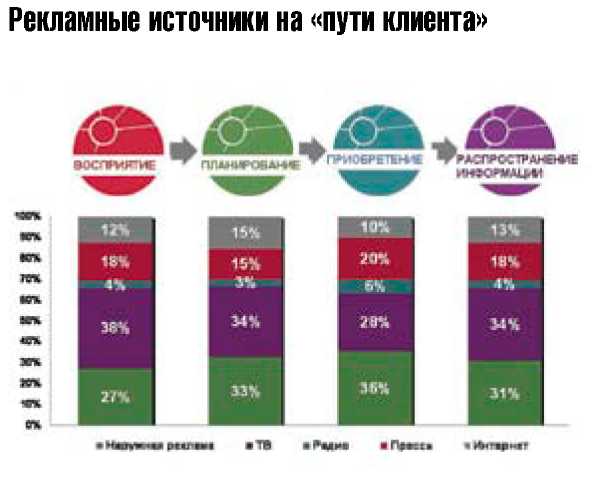 Рекламные источники на «пути клиента»
ВОСПРИЯТИЕ
ПЛАНИРОВАНИЕ
ПРИОБРЕТЕНИЕ
РАСПРОСТРАНЕНИЕ
ИНФОРМАЦИИ
100%
90%
80%
70%
60%
50%
40%
30%
20%
10%
0%
12% 15% 10% 13%
18% 15% 20% 18%
4% 3% 6% 4%
38% 34% 28% 34%
27% 33% 36% 31%
Наружная реклама ТВ Радио Пресса Интернет